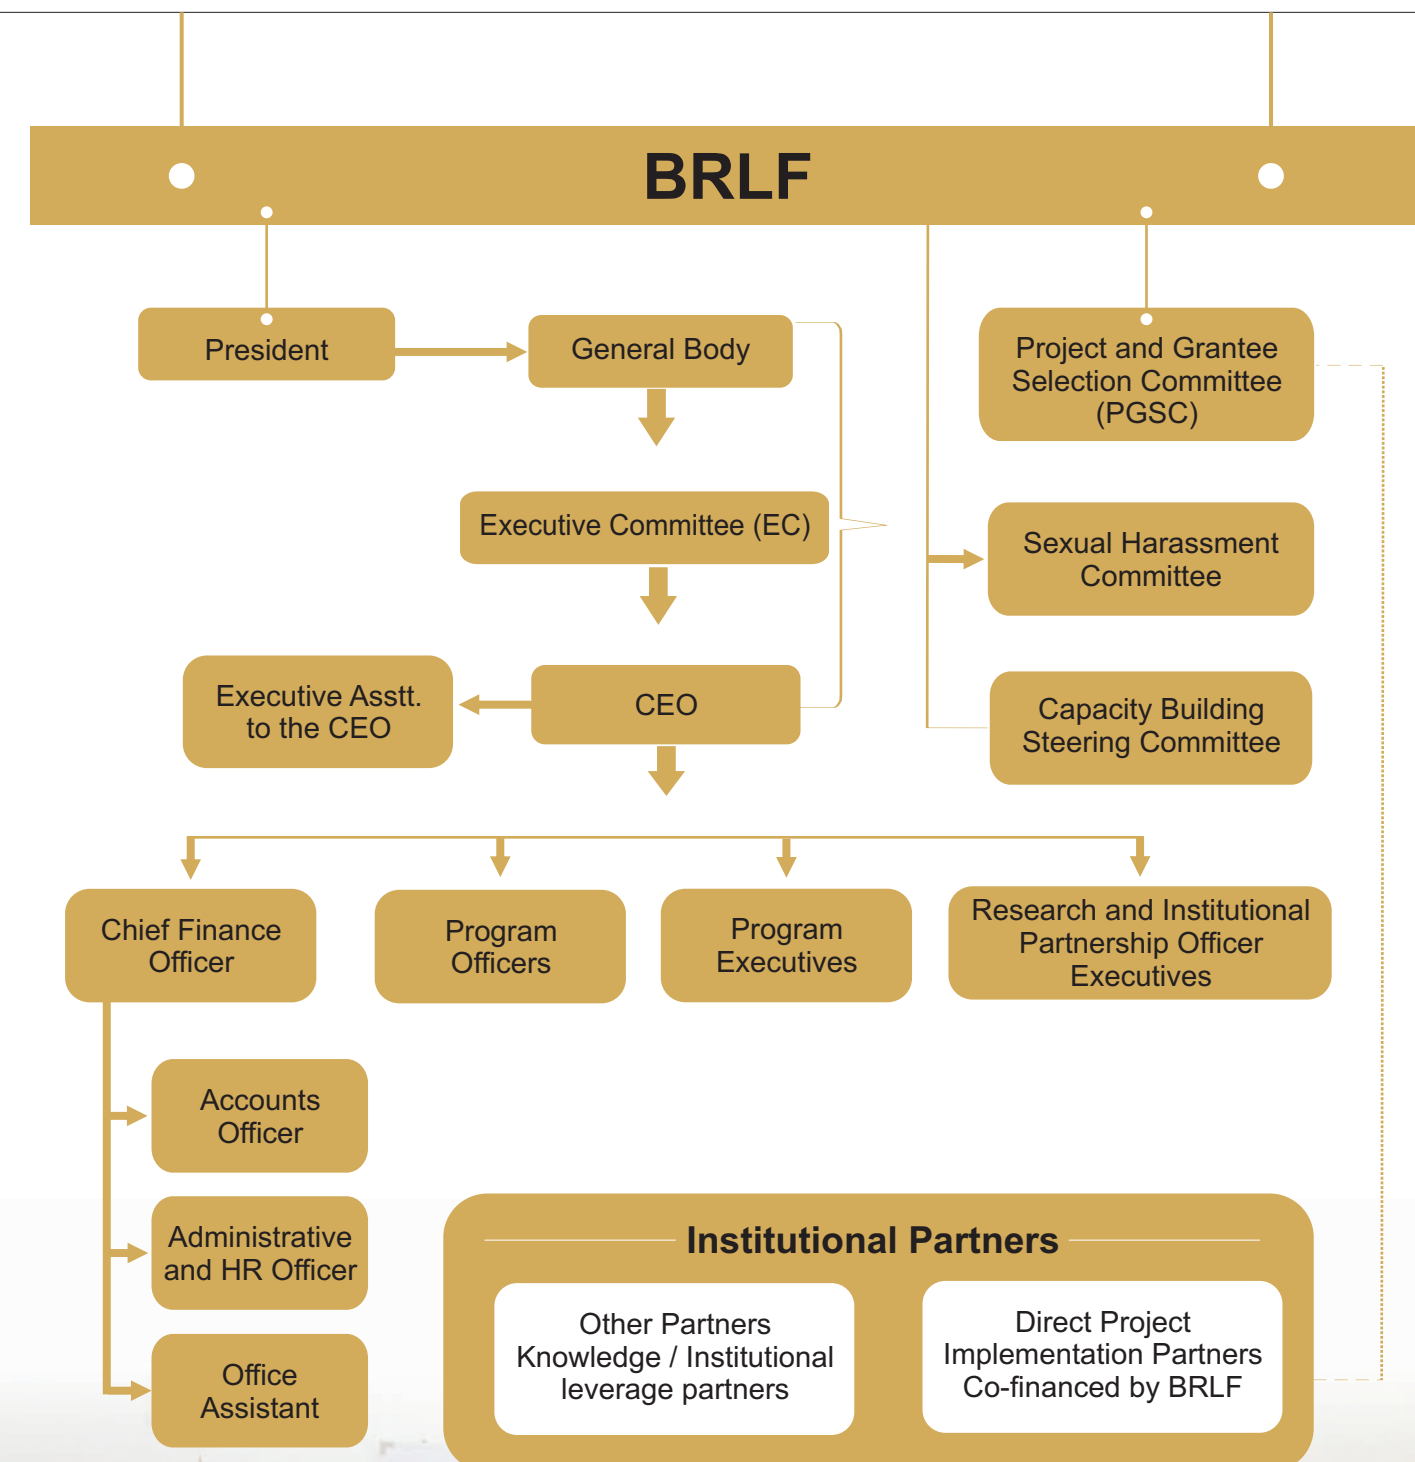 BRLF
President
General Body
Project and Grantee
Selection Committee
(PGSC)
Executive Committee (EC)
Sexual Harassment
Committee
Executive Asstt.
to the CEO
CEO
Capacity Building
Steering Committee
Chief Finance
Officer
Program
Officers
Program
Executives
Research and Institutional
Partnership Officer
Executives
Accounts
Officer
Administrative
and HR Officer
Office
Assistant
Institutional Partners
Other Partners
Knowledge / Institutional
leverage partners
Direct Project
Implementation Partners
Co-financed by BRLF